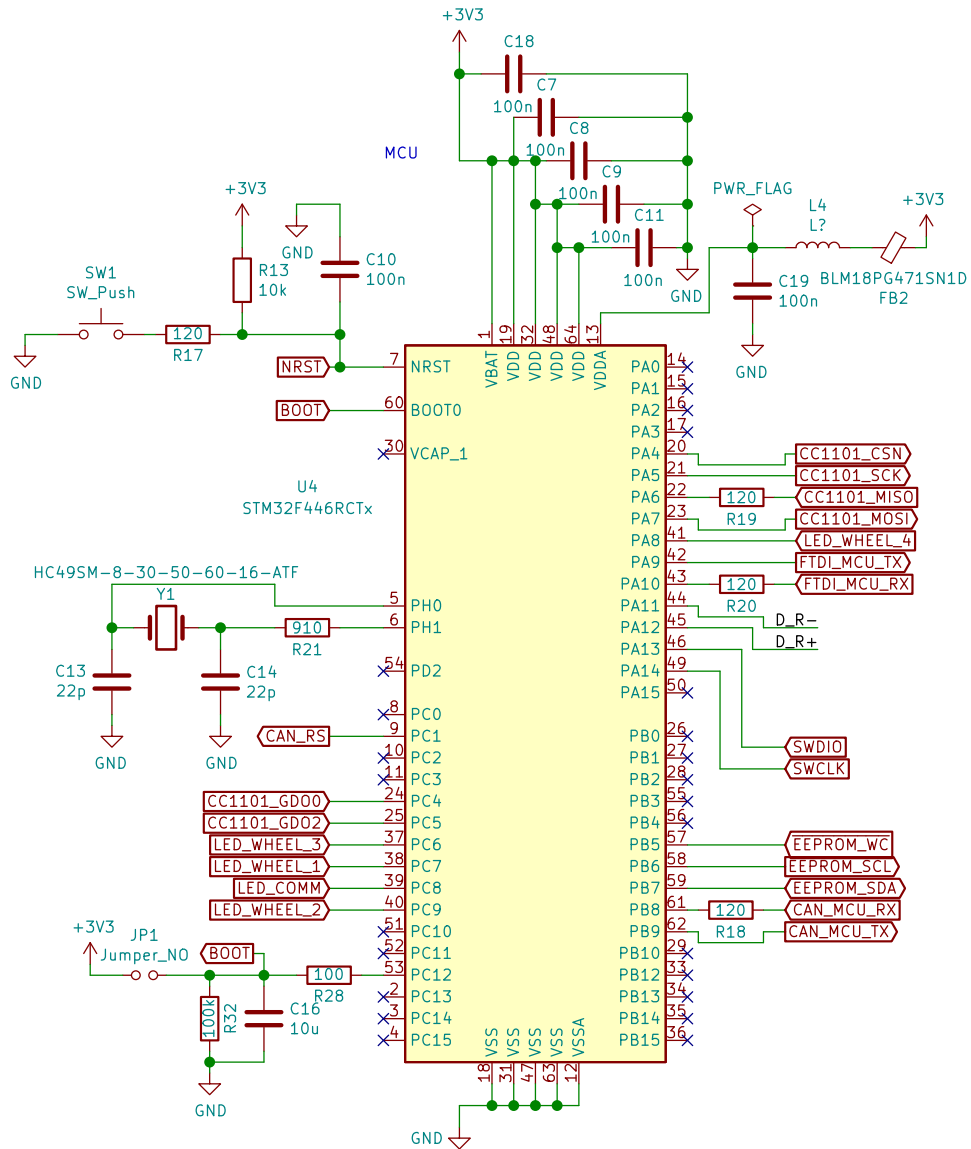 +3V3
C18
100n
C7
100n
C8
100n
C9
100n
C11
100n
GND
MCU
PWR_FLAG
L4
L?
+3V3
BLM18PG471SN1D
FB2
C19
100n
GND
+3V3
GND
R13
10k
C10
100n
SW1
SW_Push
120
R17
GND
NRST
BOOT
U4
STM32F446RCTx
1 VBAT
19 VDD
32 VDD
48 VDD
64 VDD
13 VDDA
7 NRST
60 BOOT0
30 VCAP_1
5 PH0
6 PH1
54 PD2
8 PC0
9 PC1
10 PC2
11 PC3
24 PC4
25 PC5
37 PC6
38 PC7
39 PC8
40 PC9
51 PC10
52 PC11
53 PC12
2 PC13
3 PC14
4 PC15
PA0 14
PA1 15
PA2 16
PA3 17
PA4 20
PA5 21
PA6 22
PA7 23
PA8 41
PA9 42
PA10 43
PA11 44
PA12 45
PA13 46
PA14 49
PA15 50
PB0 26
PB1 27
PB2 28
PB3 55
PB4 56
PB5 57
PB6 58
PB7 59
PB8 61
PB9 62
PB10 29
PB12 33
PB13 34
PB14 35
PB15 36
18 VSS
31 VSS
47 VSS
63 VSS
12 VSSA
GND
CC1101_CSN
CC1101_SCK
120
R19
CC1101_MISO
CC1101_MOSI
LED_WHEEL_4
FTDI_MCU_TX
120
R20
FTDI_MCU_RX
D_R-
D_R+
SWDIO
SWCLK
EEPROM_WC
EEPROM_SCL
EEPROM_SDA
120
R18
CAN_MCU_RX
CAN_MCU_TX
HC49SM-8-30-50-60-16-ATF
Y1
910
R21
C13
22p
C14
22p
GND
GND
CAN_RS
CC1101_GDO0
CC1101_GDO2
LED_WHEEL_3
LED_WHEEL_1
LED_COMM
LED_WHEEL_2
+3V3
JP1
Jumper_NO
BOOT
100
R28
100k
R32
C16
10u
GND